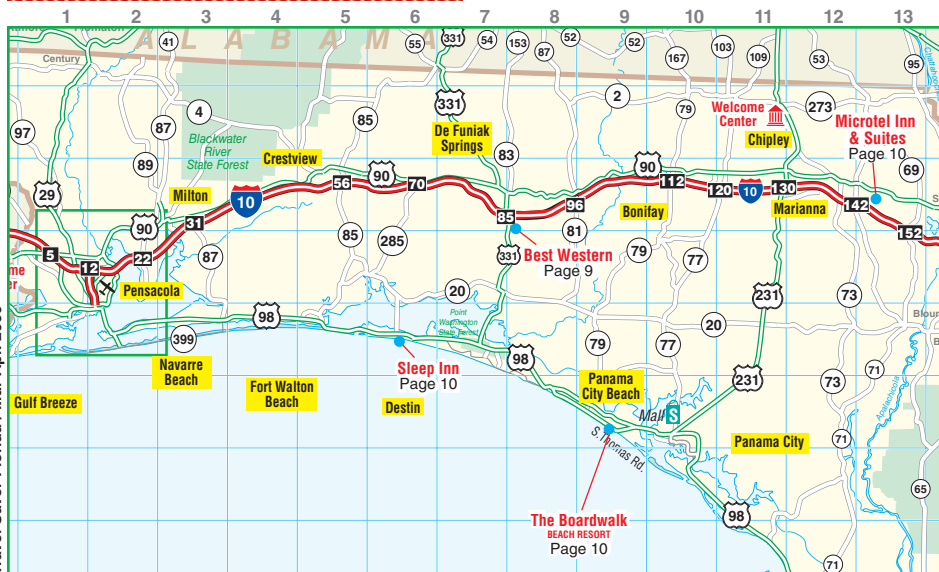 1 2 3 4 5 6 7 8 9 10 11 12 13
ALABAMA
Century
41
55
331
54
153
87
52
52
167
103
109
53
95
97
4
87
85
331
2
79
Welcome
Center
273
Microtel Inn
& Suites
Page 10
De Funiak
Springs
Chipley
Blackwater
River
State Forest
Crestview
89
83
90
69
29
Milton
10
56
90
70
112
120
10
130
142
152
31
85
96
Bonifay
Marianna
90
5
12
22
87
85
285
331
Best Western
Page 9
81
79
77
Pensacola
20
Point
Washington
State Forest
231
73
98
399
98
79
77
20
Navarre
Beach
Sleep Inn
Page 10
Fort Walton
Beach
Destin
Gulf Breeze
Panama
City Beach
231
73
71
Apalachicola
Mall
S
S.Thomas Rd.
Panama City
71
65
98
The Boardwalk
BEACH RESORT
Page 10
71